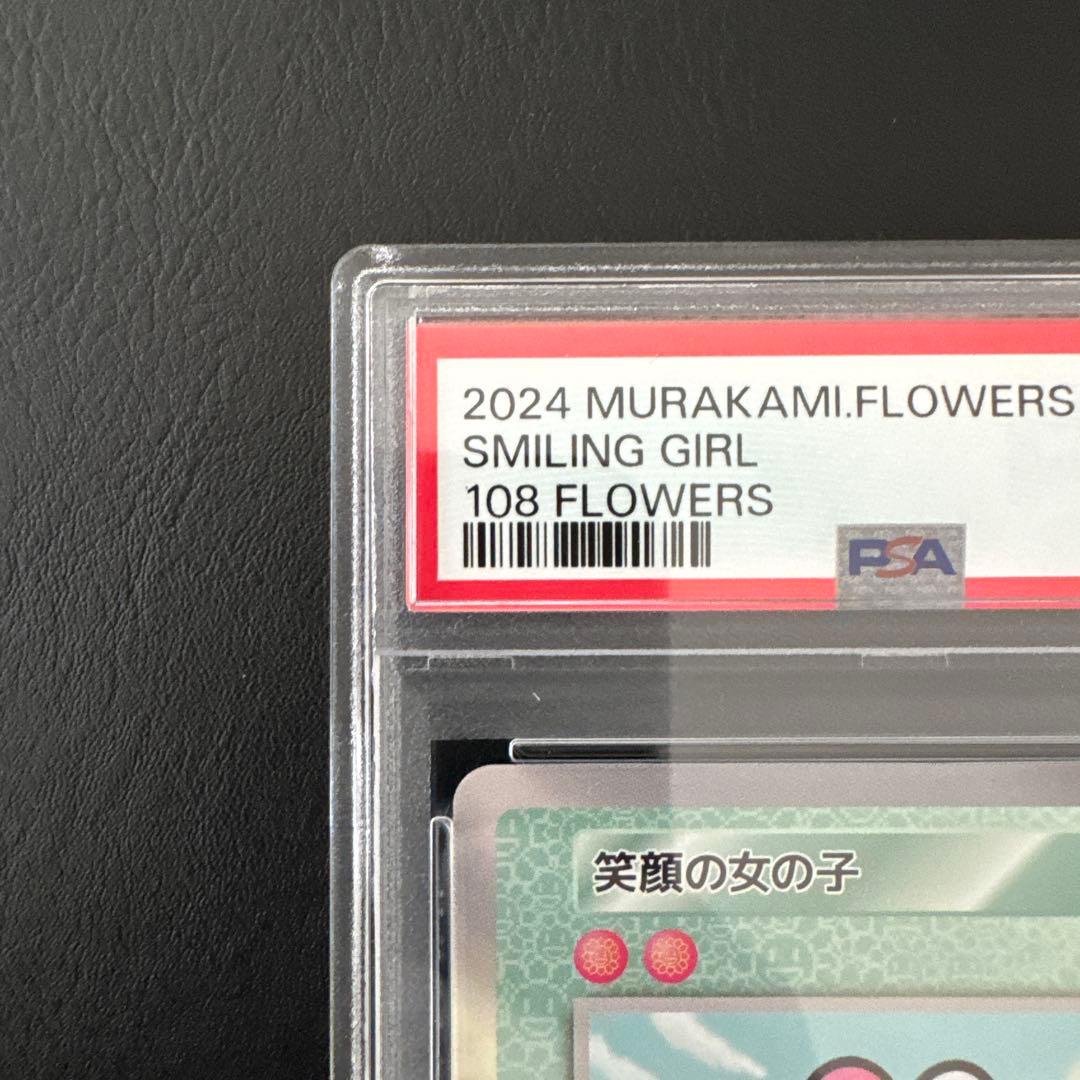 2024 MURAKAMI.FLOWERS
SMILING GIRL
108 FLOWERS
PSA
笑顔の女の子